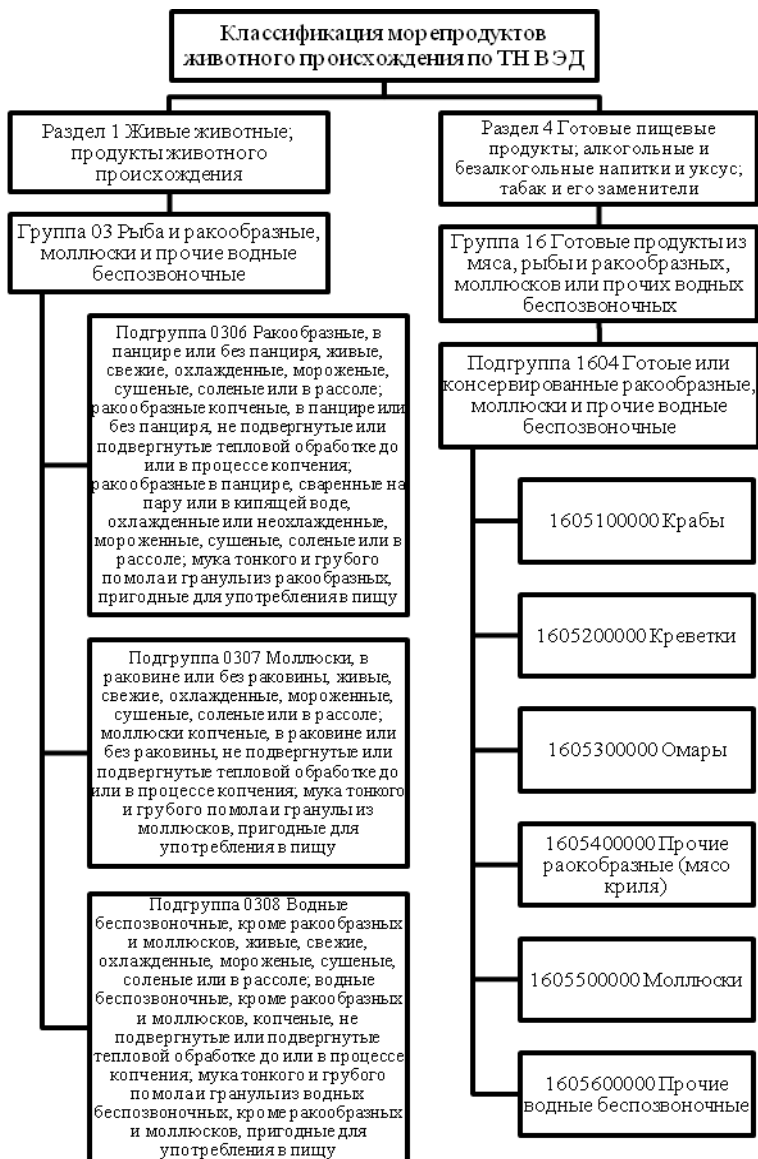 Классификация морепродуктов
животного происхождения по ТН ВЭД
Раздел 1 Живые животные;
продукты животного
происхождения
Группа 03 Рыба и ракообразные,
моллюски и прочие водные
беспозвоночные
Подгруппа 0306 Ракообразные, в
панцире или без панциря, живые,
свежие, охлажденные, мороженые,
сушеные, соленые или в рассоле;
ракообразные копченые, в панцире или
без панциря, не подвергнутые или
подвергнутые тепловой обработке до
или в процессе копчения;
ракообразные в панцире, сваренные на
пару или в кипящей воде,
охлажденные или неохлажденные,
мороженные, сушеные, соленые или в
рассоле; мука тонкого и грубого
помола и гранулы из ракообразных,
пригодные для употребления в пищу
Подгруппа 0307 Моллюски, в
раковине или без раковины, живые,
свежие, охлажденные, мороженные,
сушеные, соленые или в рассоле;
моллюски копченые, в раковине или
без раковины, не подвергнутые или
подвергнутые тепловой обработке до
или в процессе копчения; мука тонкого
и грубого помола и гранулы из
моллюсков, пригодные для
употребления в пищу
Подгруппа 0308 Водные
беспозвоночные, кроме ракообразных
и моллюсков, живые, свежие,
охлажденные, мороженые, сушеные,
соленые или в рассоле; водные
беспозвоночные, кроме ракообразных
и моллюсков, копченые, не
подвергнутые или подвергнутые
тепловой обработке до или в процессе
копчения; мука тонкого и грубого
помола и гранулы из водных
беспозвоночных, кроме ракообразных
и моллюсков, пригодные для
употребления в пищу
Раздел 4 Готовые пищевые
продукты; алкогольные и
безалкогольные напитки и уксус;
табак и его заменители
Группа 16 Готовые продукты из
мяса, рыбы и ракообразных,
моллюсков или прочих водных
беспозвоночных
Подгруппа 1604 Готоые или
консервированные ракообразные,
моллюски и прочие водные
беспозвоночные
1605100000 Крабы
1605200000 Креветки
1605300000 Омары
1605400000 Прочие
раокобразные (мясо
криля)
1605500000 Моллюски
1605600000 Прочие
водные беспозвоночные